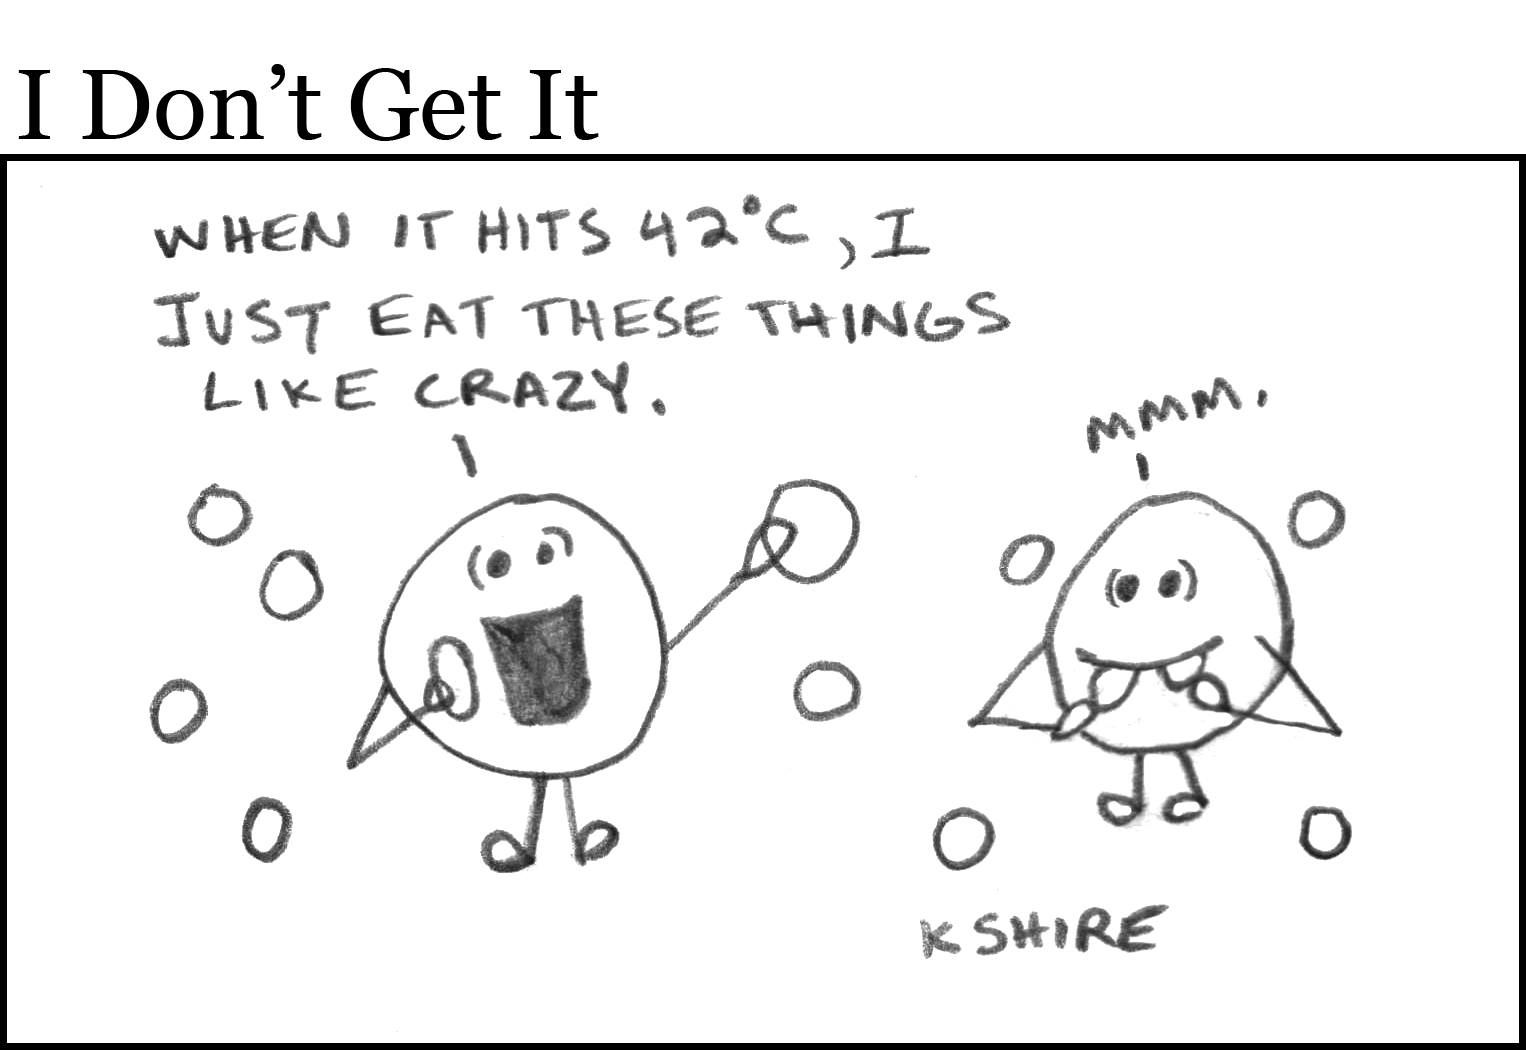 I Don’t Get It
WHEN IT HITS 42°C, I
JUST EAT THESE THINGS
LIKE CRAZY.
MMM.
KSHIRE